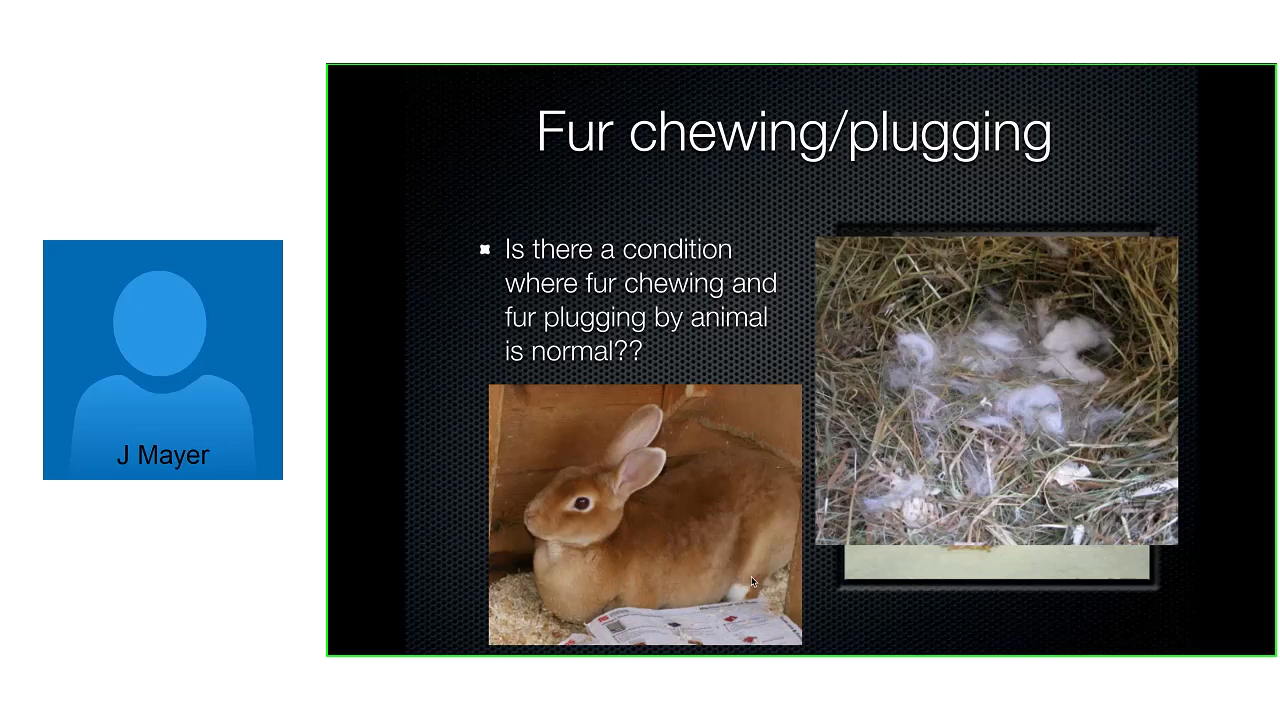 Fur chewing/plugging
Is there a condition
where fur chewing and
fur plugging by animal
is normal??
J Mayer